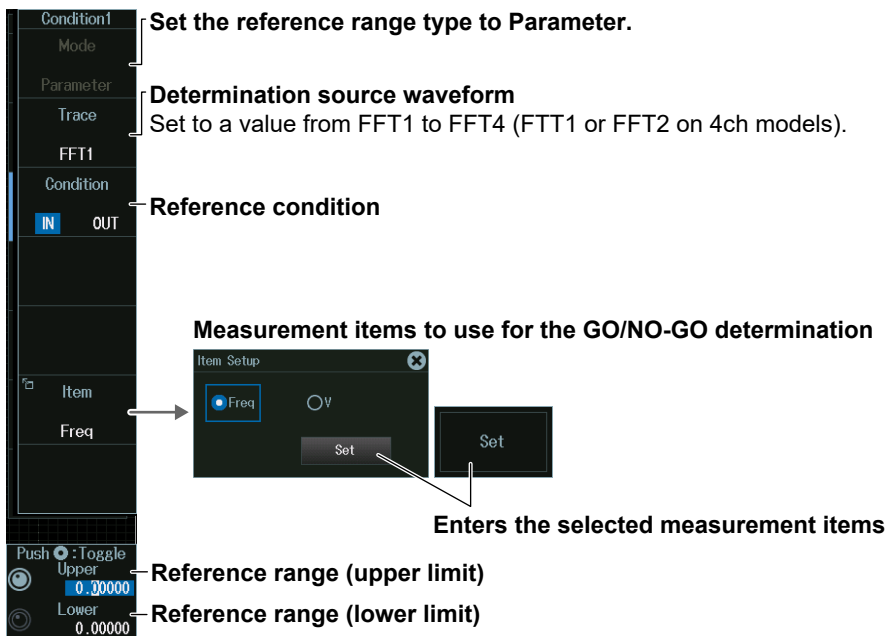 Condition1
Set the reference range type to Parameter.
Mode
Parameter
Determination source waveform
Trace
Set to a value from FFT1 to FFT4 (FTT1 or FFT2 on 4ch models).
FFT1
Condition
Reference condition
IN OUT
Measurement items to use for the GO/NO-GO determination
Item Setup
Item
Freq V
Freq
Set
Set
Enters the selected measurement items
Push :Toggle
Upper
Reference range (upper limit)
0.00000
Lower
Reference range (lower limit)
0.00000